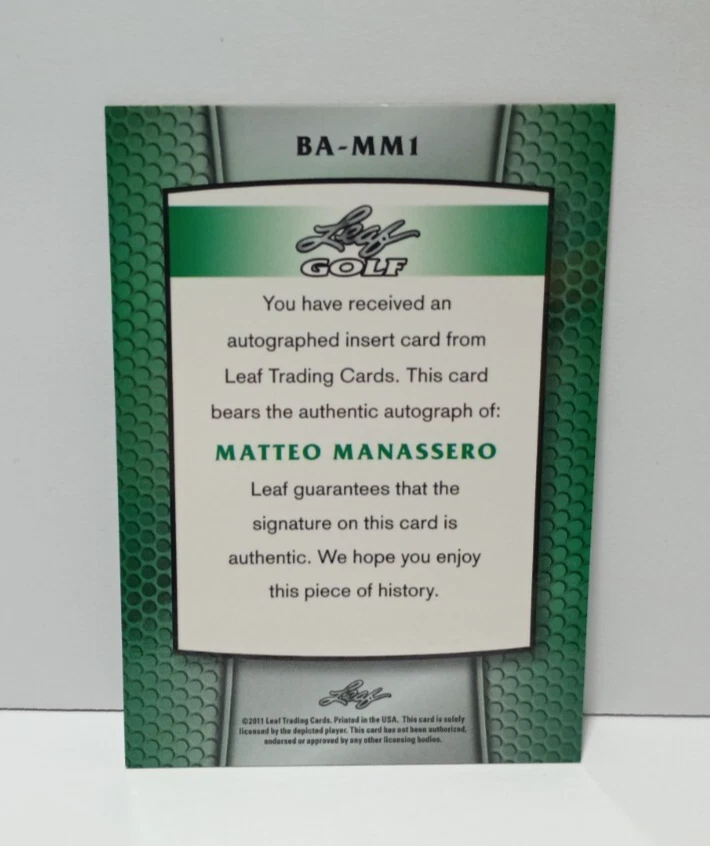 BA-MM1
Leaf
GOLF
You have received an
autographed insert card from
Leaf Trading Cards. This card
bears the authentic autograph of:
MATTEO MANASSERO
Leaf guarantees that the
signature on this card is
authentic. We hope you enjoy
this piece of history.
Leaf
©2011 Leaf Trading Cards. Printed in the USA. This card is solely
licensed by the depicted player. This card has not been authorized,
endorsed or approved by any other licensing bodies.